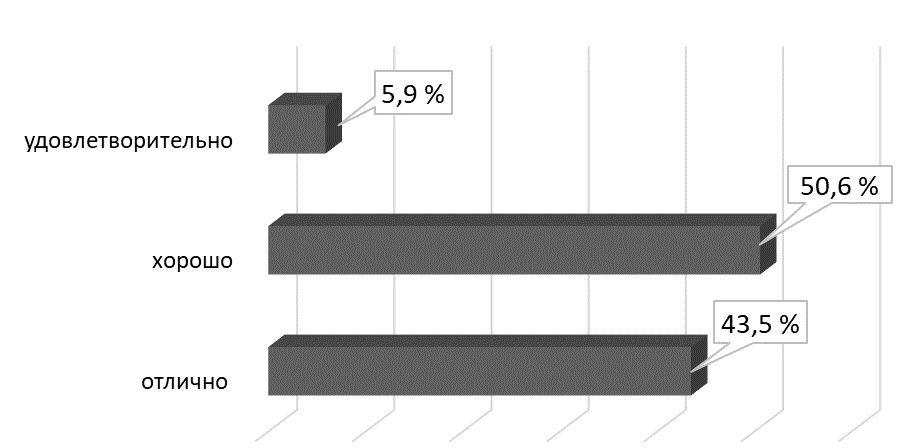 5,9 %
удовлетворительно
50,6 %
хорошо
43,5 %
отлично